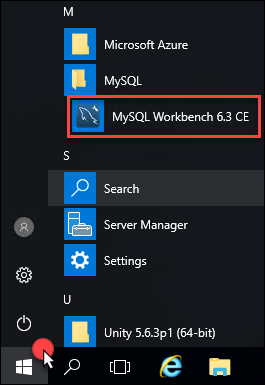 M
Microsoft Azure
MySQL
MySQL Workbench 6.3 CE
S
Search
Server Manager
Settings
U
Unity 5.6.3p1 (64-bit)